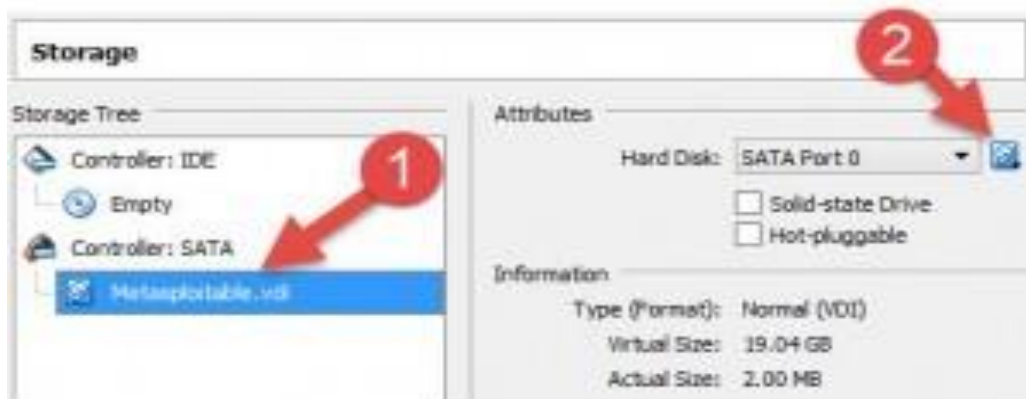 Storage
2
Storage Tree
Attributes
1
Controller: IDE
Hard Disk: SATA Port 0
Empty
Solid-state Drive
Controller: SATA
Hot-pluggable
Metasploitable.vdi
Information
Type (Format): Normal (VDI)
Virtual Size: 19.04 GB
Actual Size: 2.00 MB